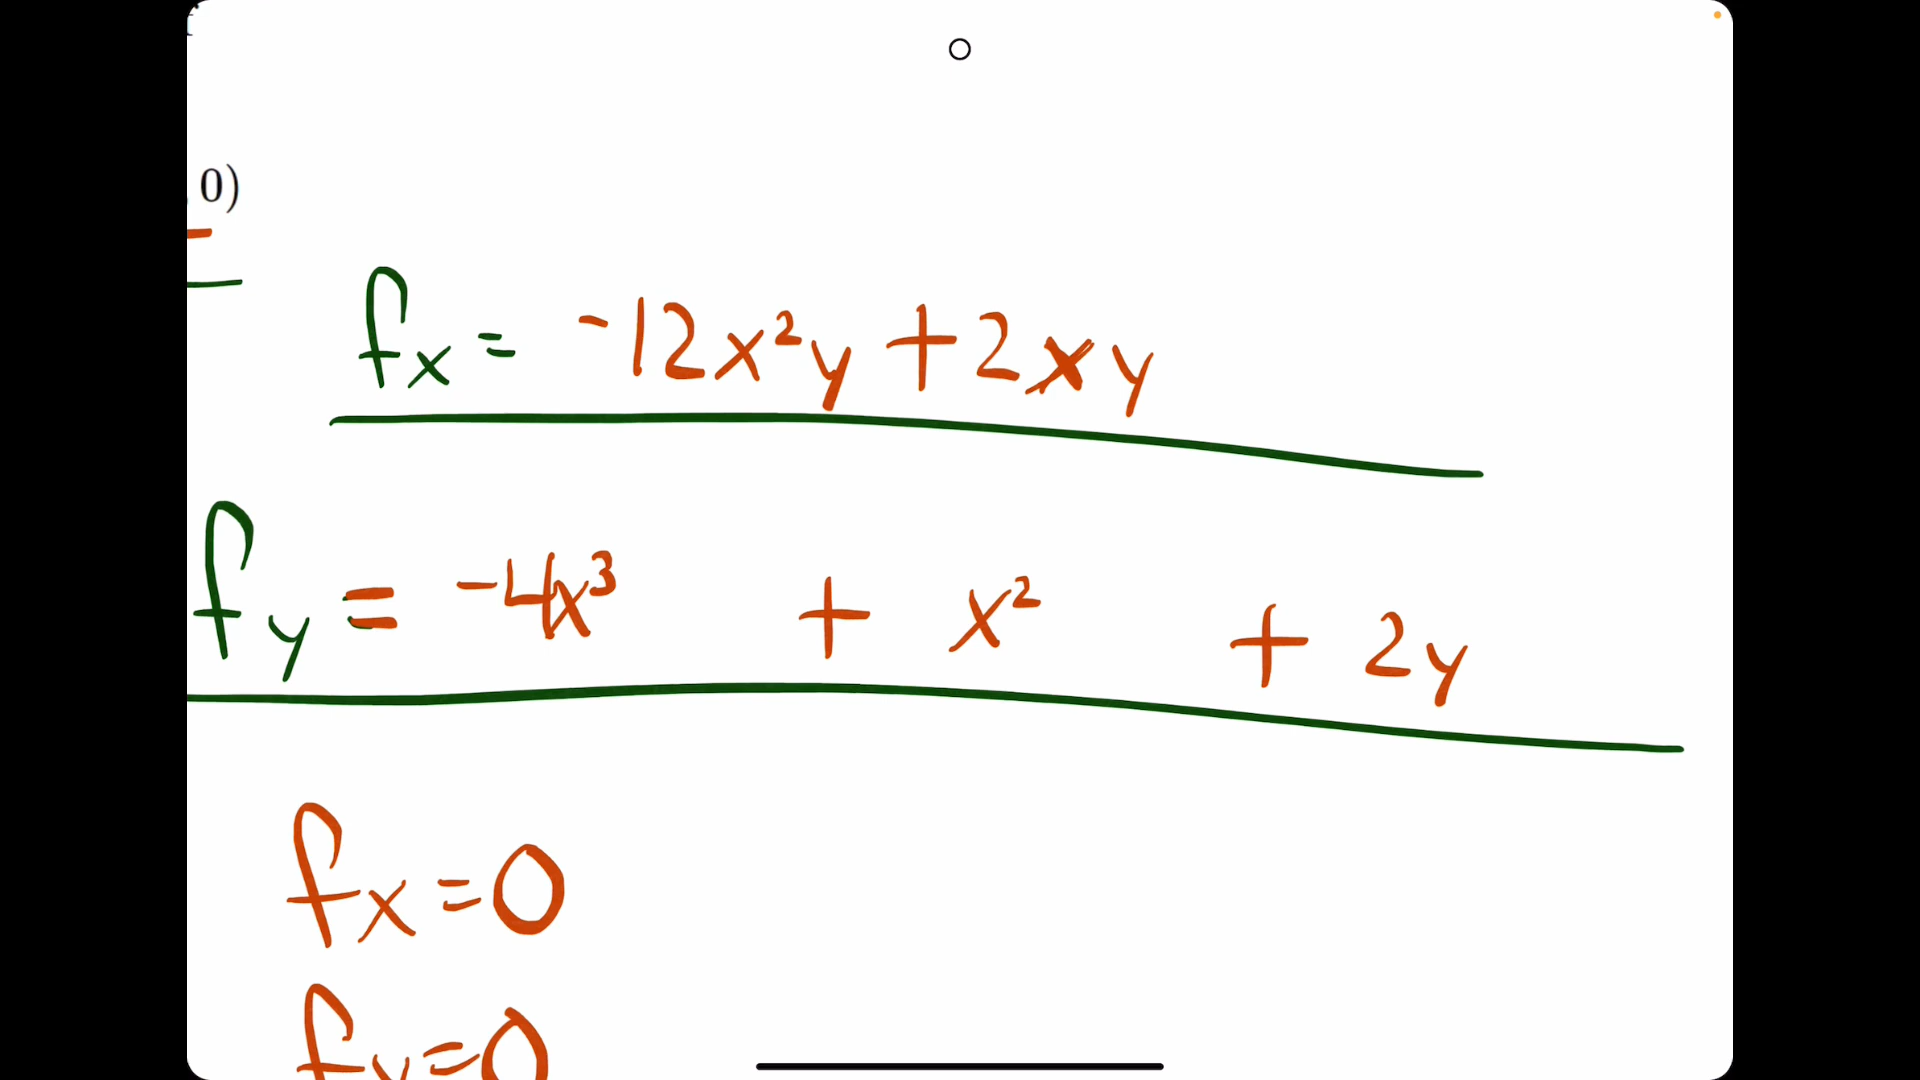 , 0)
fx = -12x²y + 2xy
fy = -4x³ + x² + 2y
fx = 0
fy = 0